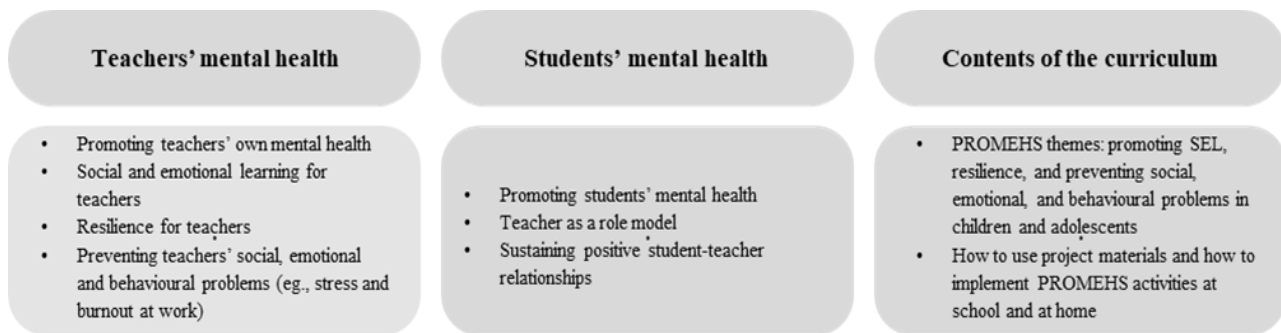 Teachers’ mental health
• Promoting teachers’ own mental health
• Social and emotional learning for
teachers
• Resilience for teachers
• Preventing teachers’ social, emotional
and behavioural problems (eg., stress and
burnout at work)
Students’ mental health
• Promoting students’ mental health
• Teacher as a role model
• Sustaining positive student-teacher
relationships
Contents of the curriculum
• PROMEHS themes: promoting SEL,
resilience, and preventing social,
emotional, and behavioural problems in
children and adolescents
• How to use project materials and how to
implement PROMEHS activities at
school and at home